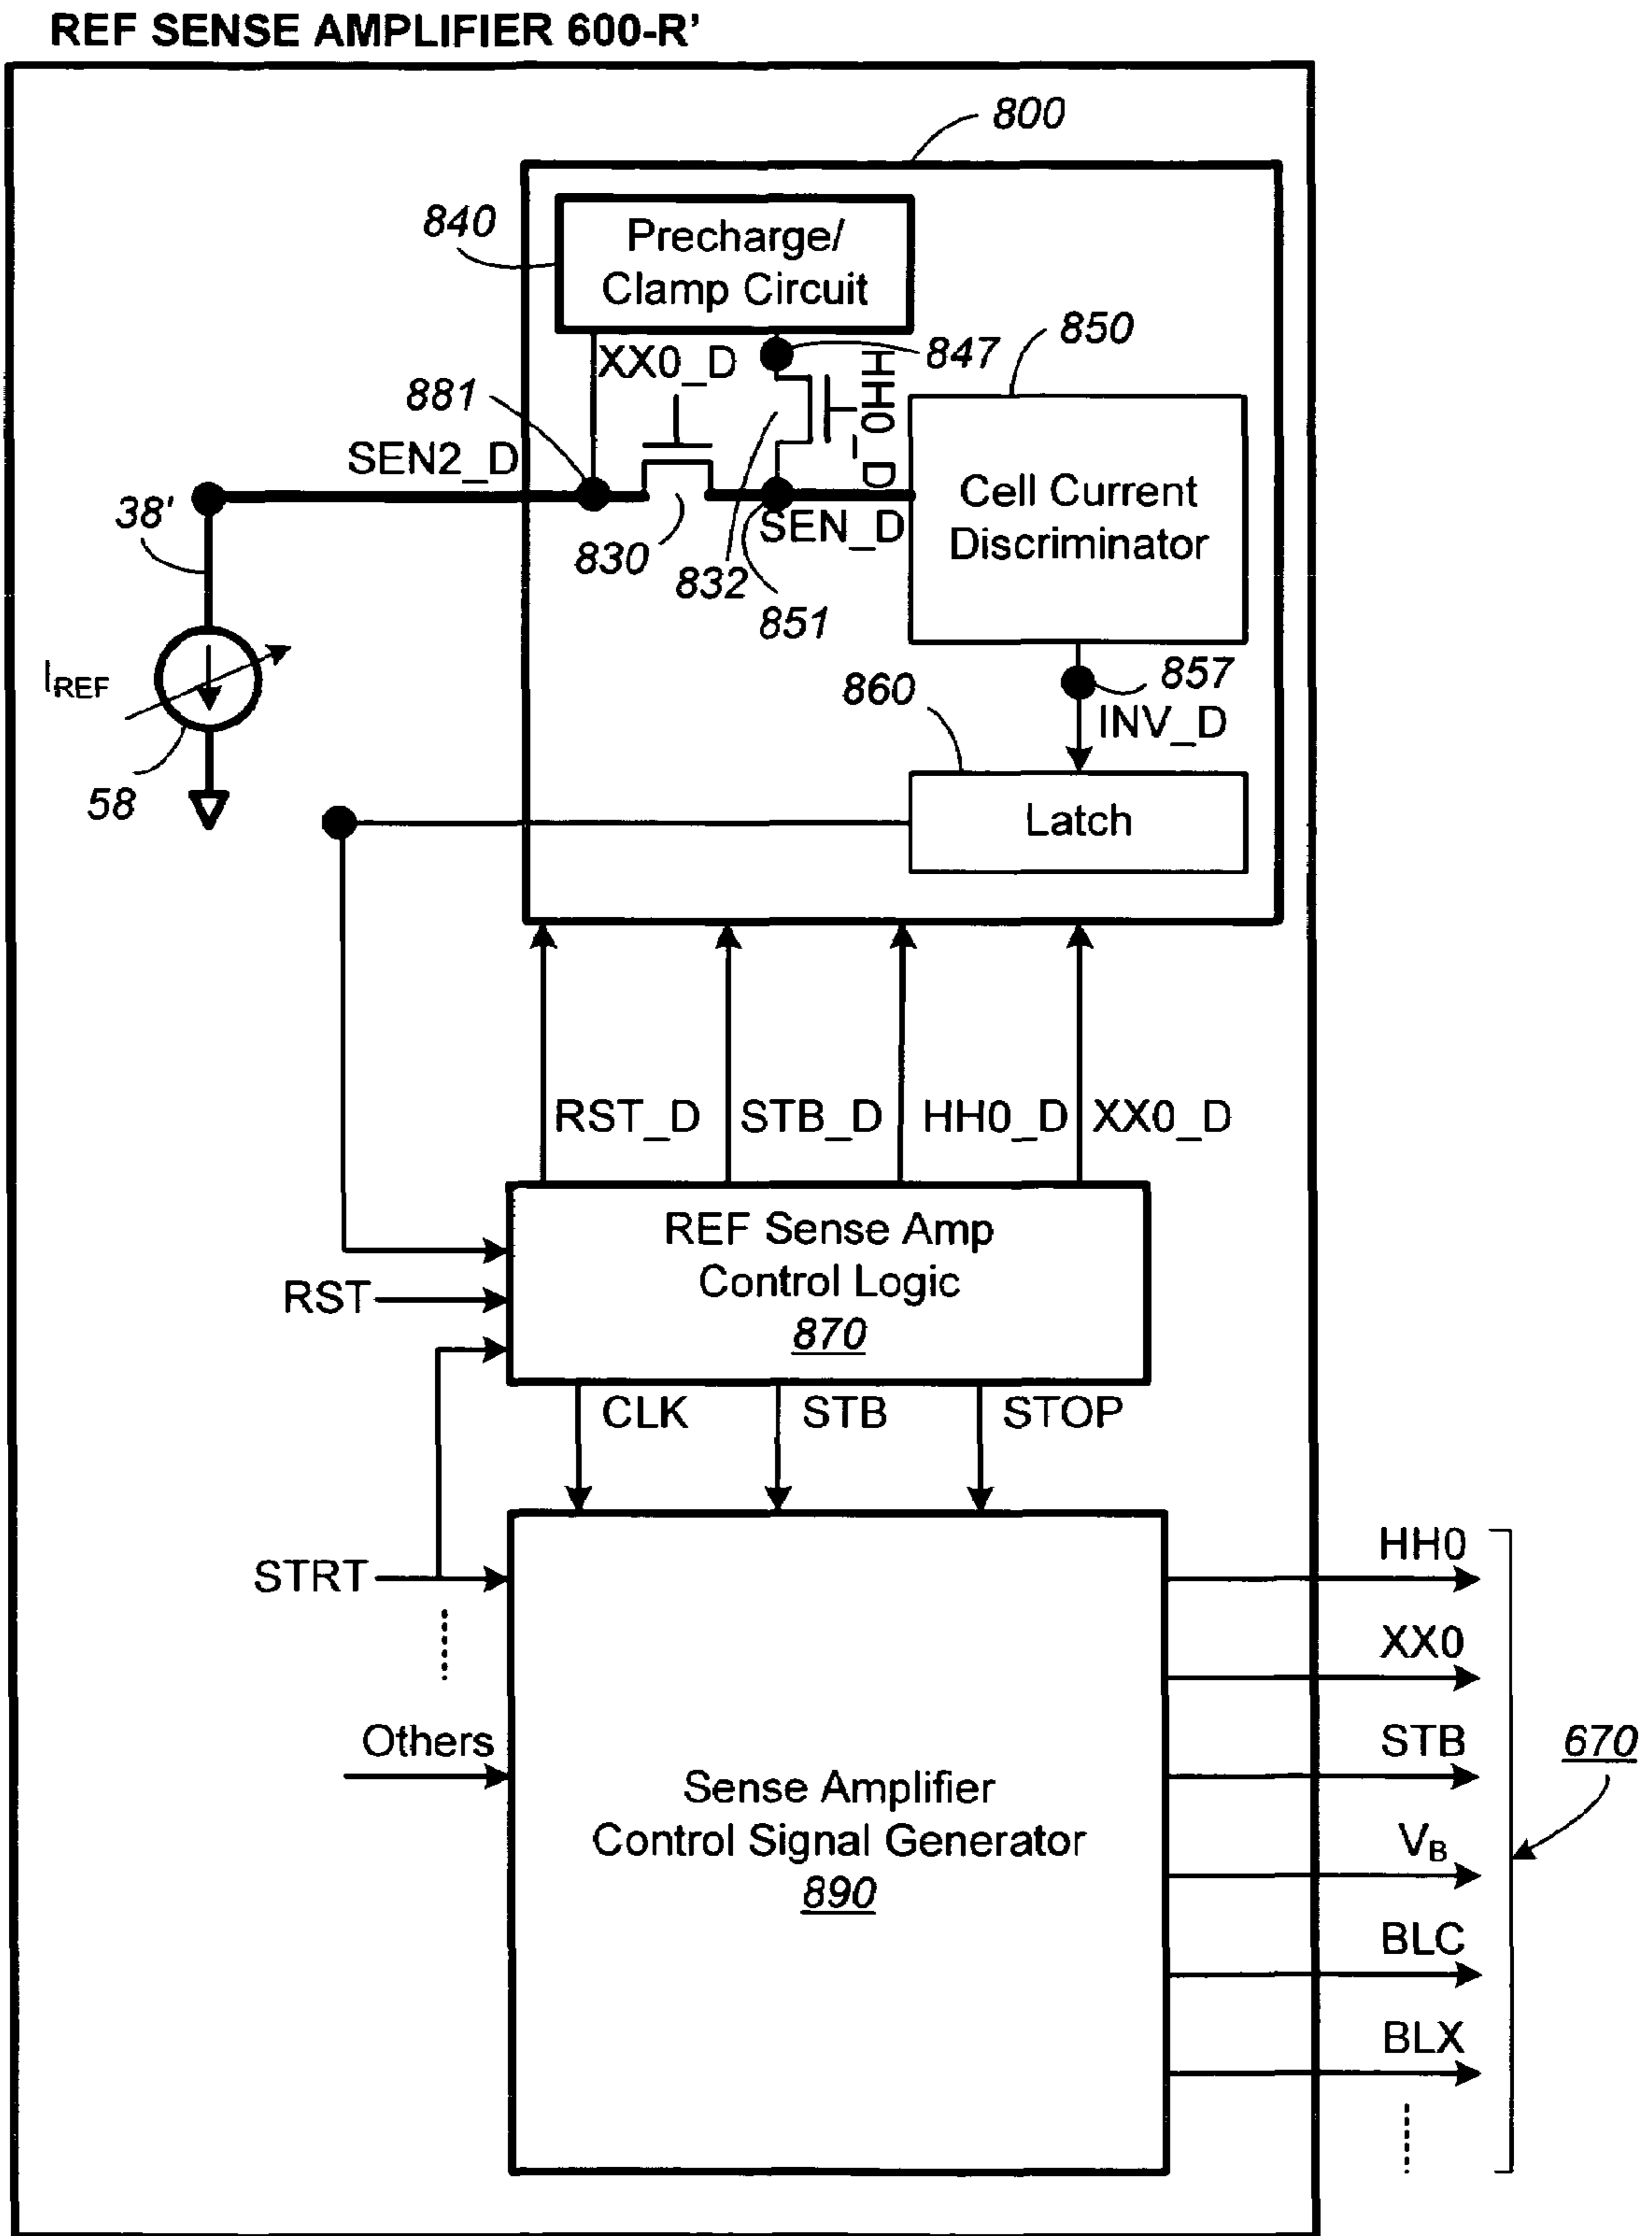 REF SENSE AMPLIFIER 600-R'
800
840
Precharge/
Clamp Circuit
850
XX0_D
847
HH0_D
881
SEN2_D
Cell Current
Discriminator
38'
830
832
SEN_D
851
IREF
857
860
INV_D
58
Latch
RST_D
STB_D
HH0_D
XX0_D
REF Sense Amp
Control Logic
870
RST
CLK
STB
STOP
HH0
STRT
XX0
Others
STB
670
Sense Amplifier
Control Signal Generator
890
VB
BLC
BLX